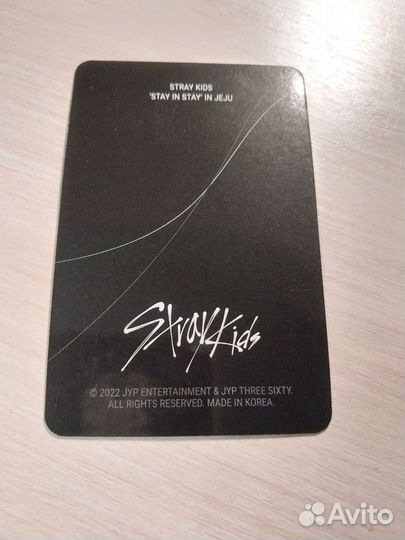 STRAY KIDS
'STAY IN STAY' IN JEJU
StrayKids
© 2022 JYP ENTERTAINMENT & JYP THREE SIXTY.
ALL RIGHTS RESERVED. MADE IN KOREA.
Avito